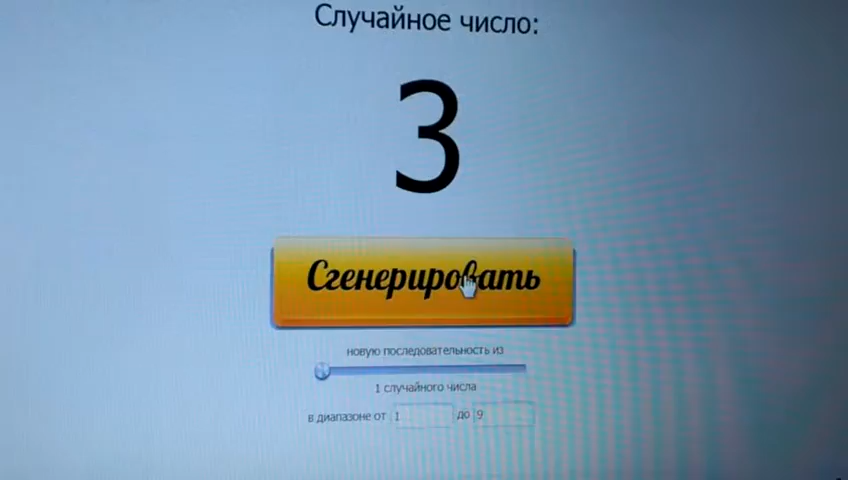 Случайное число:
3
Сгенерировать
новую последовательность из
1 случайного числа
в диапазоне от 1 до 9